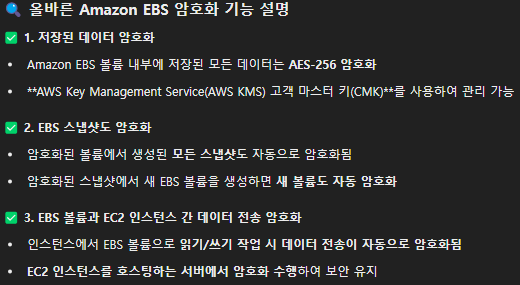 🔍 올바른 Amazon EBS 암호화 기능 설명
✅ 1. 저장된 데이터 암호화
• Amazon EBS 볼륨 내부에 저장된 모든 데이터는 AES-256 암호화
• **AWS Key Management Service(AWS KMS) 고객 마스터 키(CMK)**를 사용하여 관리 가능
✅ 2. EBS 스냅샷도 암호화
• 암호화된 볼륨에서 생성된 모든 스냅샷도 자동으로 암호화됨
• 암호화된 스냅샷에서 새 EBS 볼륨을 생성하면 새 볼륨도 자동 암호화
✅ 3. EBS 볼륨과 EC2 인스턴스 간 데이터 전송 암호화
• 인스턴스에서 EBS 볼륨으로 읽기/쓰기 작업 시 데이터 전송이 자동으로 암호화됨
• EC2 인스턴스를 호스팅하는 서버에서 암호화 수행하여 보안 유지